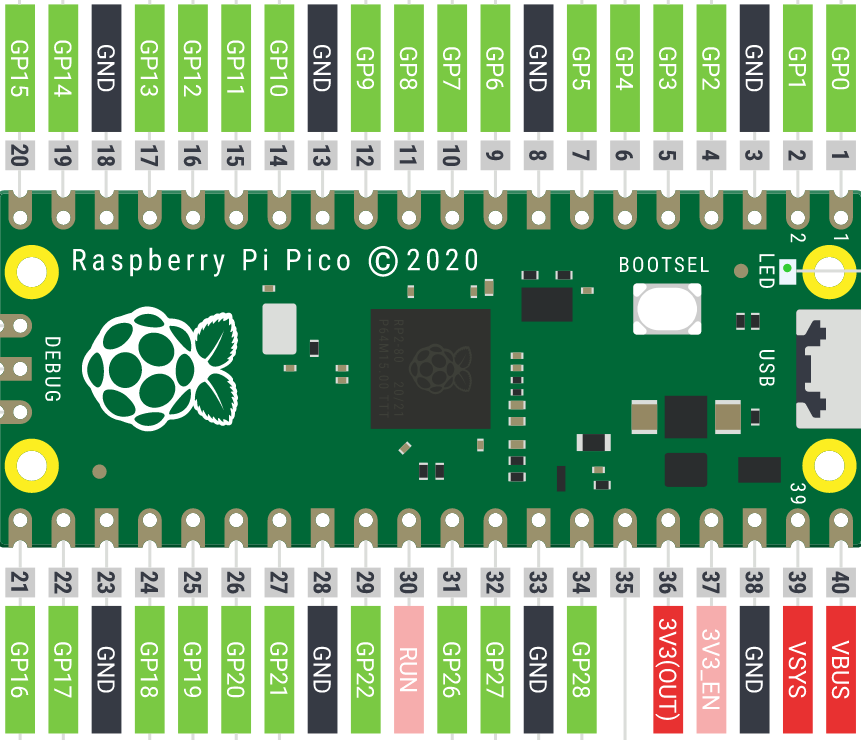 GP15 GP14 GND GP13 GP12 GP11 GP10 GND GP9 GP8 GP7 GP6 GND GP5 GP4 GP3 GP2 GND GP1 GP0
20 19 18 17 16 15 14 13 12 11 10 9 8 7 6 5 4 3 2 1
2 1
Raspberry Pi Pico © 2020
BOOTSEL
LED
DEBUG
USB
39
21 22 23 24 25 26 27 28 29 30 31 32 33 34 35 36 37 38 39 40
GP16 GP17 GND GP18 GP19 GP20 GP21 GND GP22 RUN GP26 GP27 GND GP28 3V3(OUT) 3V3_EN GND VSYS VBUS